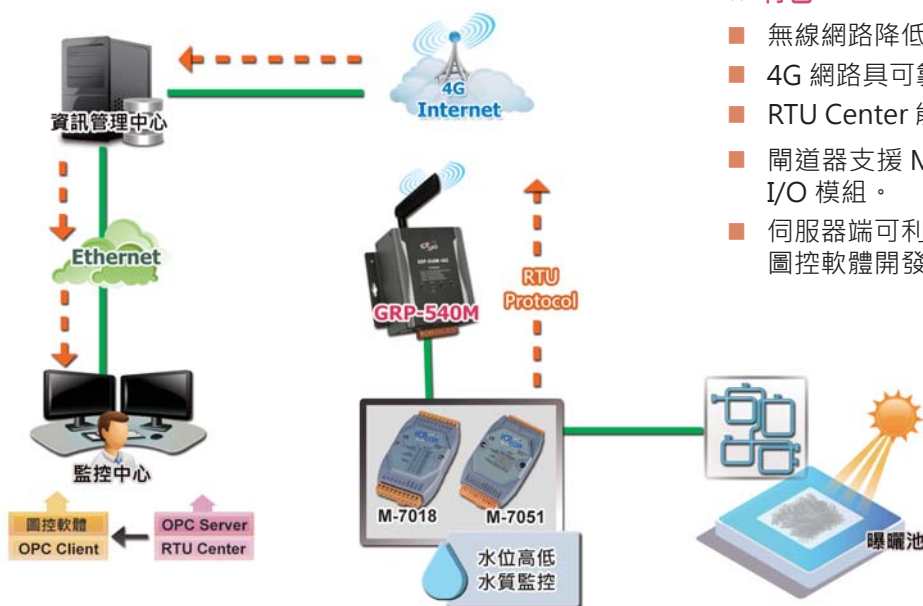 4G
Internet
資訊管理中心
Ethernet
RTU
Protocol
GRP-540M
監控中心
圖控軟體
OPC Client
OPC Server
RTU Center
M-7018
M-7051
水位高低
水質監控
曝曬池
無線網路降低
4G 網路具可
RTU Center
閘道器支援 M
I/O 模組。
伺服器端可利
圖控軟體開發